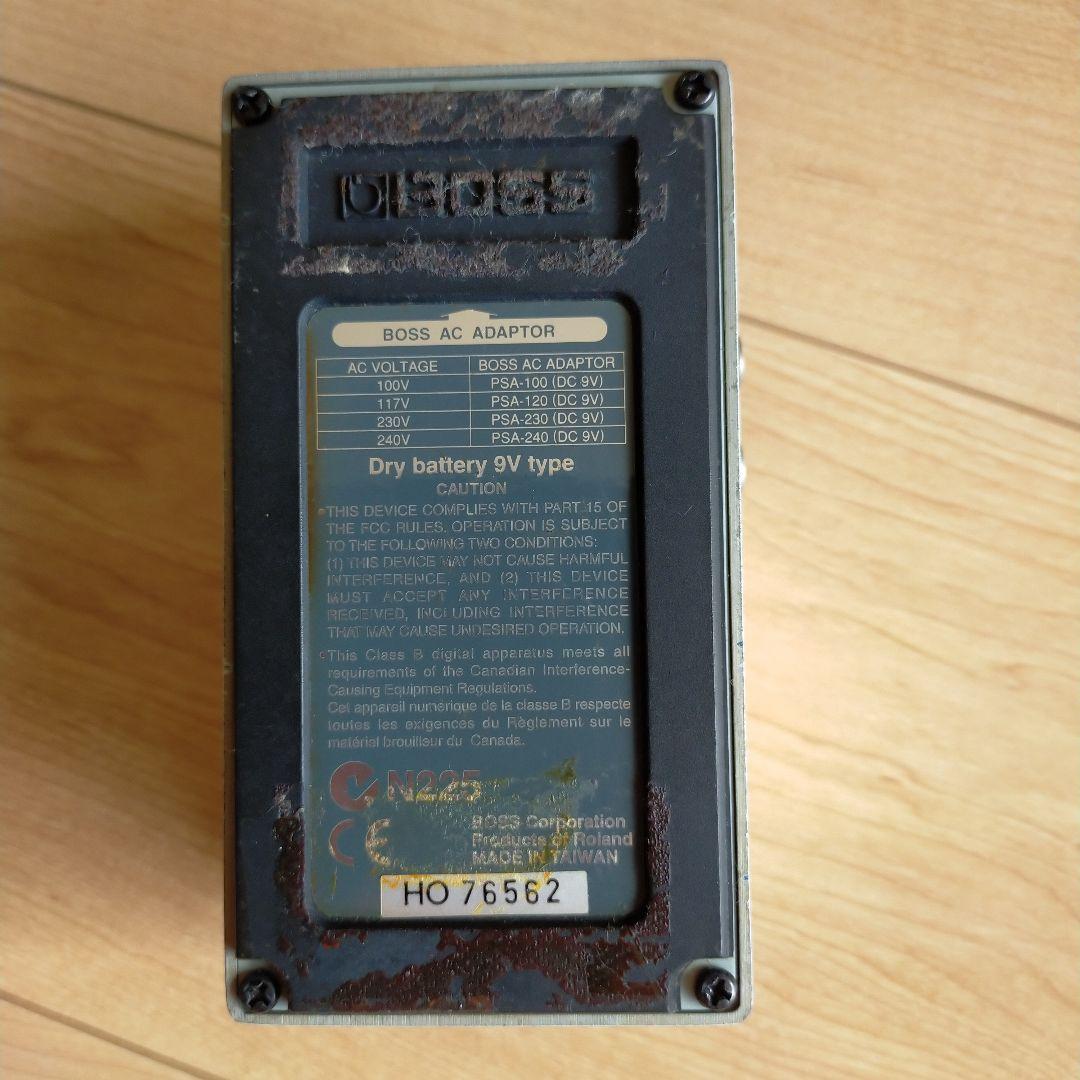 BOSS
BOSS AC ADAPTOR
AC VOLTAGE BOSS AC ADAPTOR
100V PSA-100 (DC 9V)
117V PSA-120 (DC 9V)
230V PSA-230 (DC 9V)
240V PSA-240 (DC 9V)
Dry battery 9V type
CAUTION
•THIS DEVICE COMPLIES WITH PART 15 OF
THE FCC RULES. OPERATION IS SUBJECT
TO THE FOLLOWING TWO CONDITIONS:
(1) THIS DEVICE MAY NOT CAUSE HARMFUL
INTERFERENCE, AND (2) THIS DEVICE
MUST ACCEPT ANY INTERFERENCE
RECEIVED, INCLUDING INTERFERENCE
THAT MAY CAUSE UNDESIRED OPERATION.
•This Class B digital apparatus meets all
requirements of the Canadian Interference-
Causing Equipment Regulations.
Cet appareil numérique de la classe B respecte
toutes les exigences du Règlement sur le
matériel brouilleur du Canada.
N225
CE
BOSS Corporation
Products of Roland
MADE IN TAIWAN
HO 76562